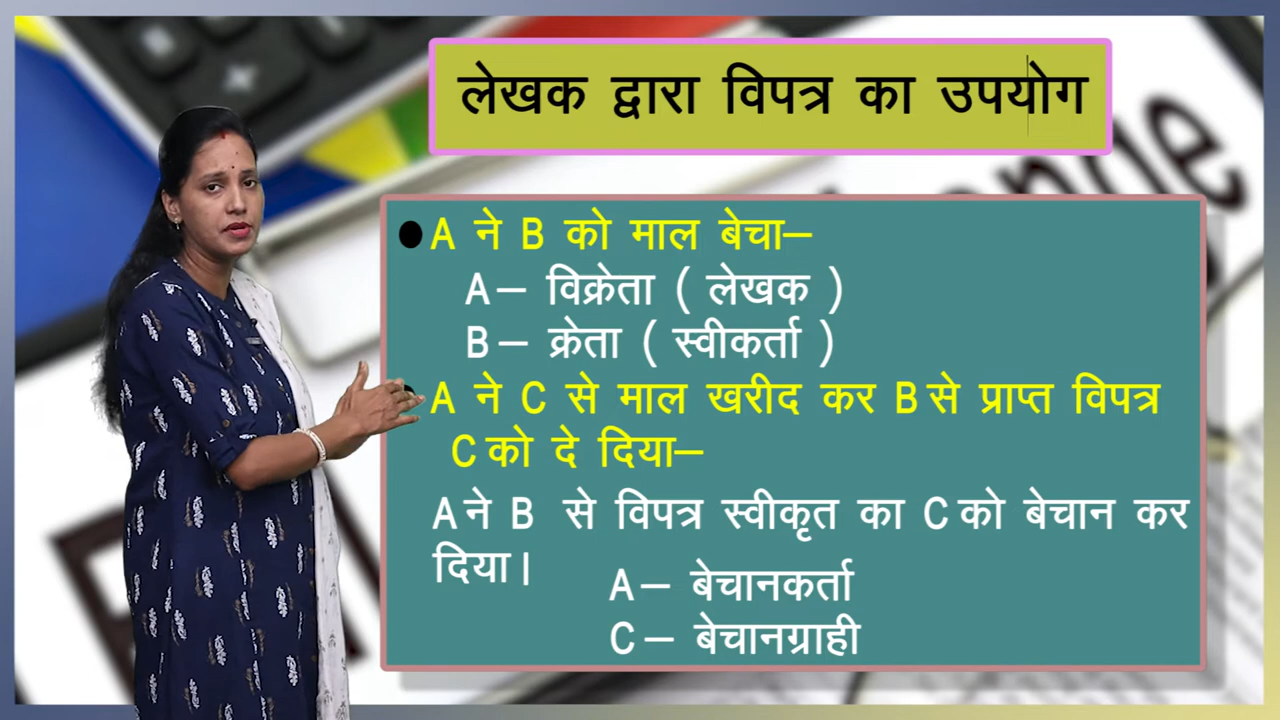 लेखक द्वारा विपत्र का उपयोग
A ने B को माल बेचा–
A– विक्रेता ( लेखक )
B– क्रेता ( स्वीकर्ता )
A ने C से माल खरीद कर B से प्राप्त विपत्र
C को दे दिया–
A ने B से विपत्र स्वीकृत का C को बेचान कर
दिया।
A– बेचानकर्ता
C– बेचानग्राही